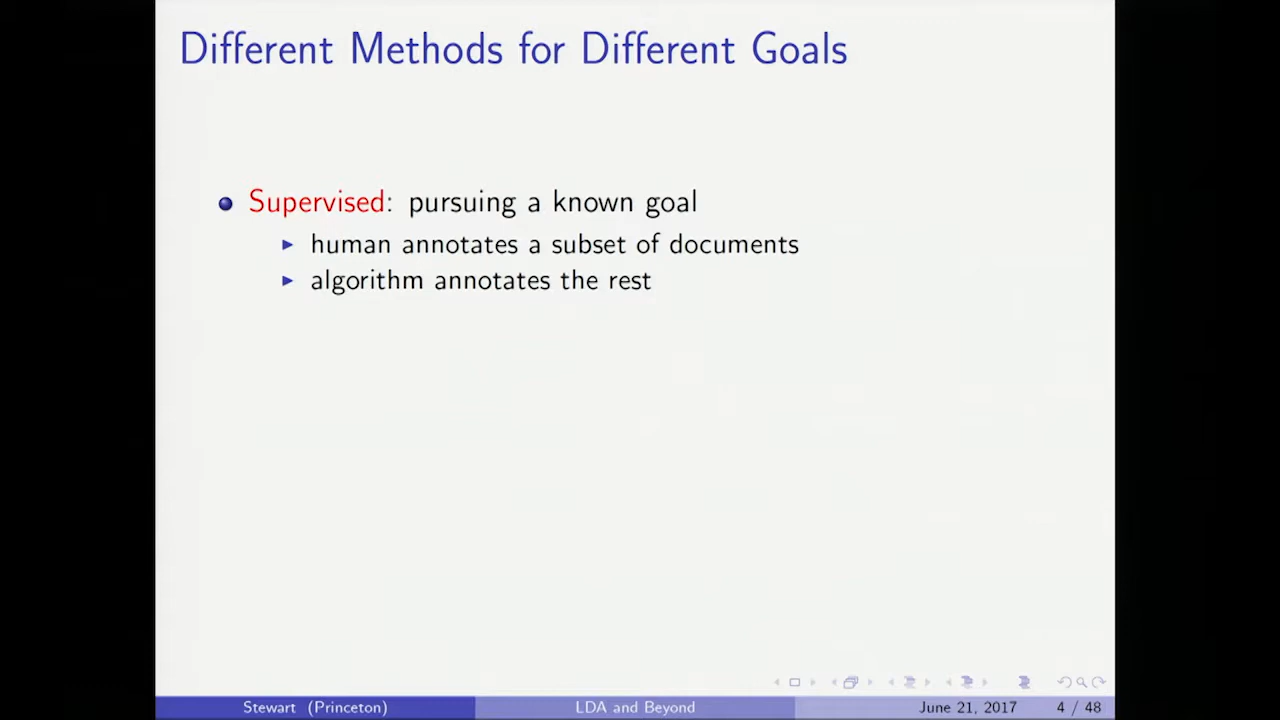 Different Methods for Different Goals
Supervised: pursuing a known goal
human annotates a subset of documents
algorithm annotates the rest
Stewart (Princeton) LDA and Beyond June 21, 2017 4 / 48